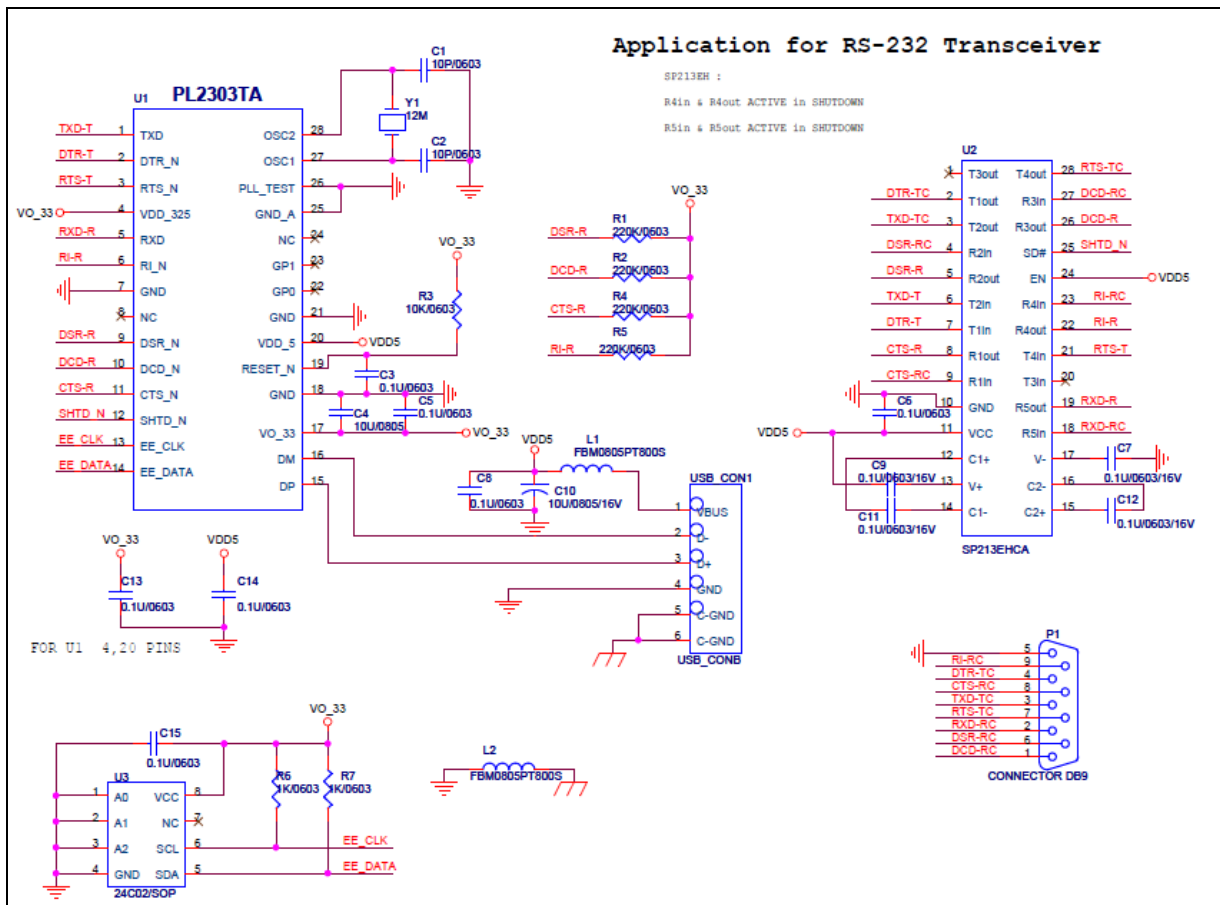 Application for RS-232 Transceiver
SP213EH :
R4in & R4out ACTIVE in SHUTDOWN
R5in & R5out ACTIVE in SHUTDOWN
U1
PL2303TA
TXD-T 1 TXD
DTR-T 2 DTR_N
RTS-T 3 RTS_N
VO_33 4 VDD_325
RXD-R 5 RXD
RI-R 6 RI_N
7 GND
8 NC
DSR-R 9 DSR_N
DCD-R 10 DCD_N
CTS-R 11 CTS_N
SHTD_N 12 SHTD_N
EE_CLK 13 EE_CLK
EE_DATA 14 EE_DATA
OSC2 28
OSC1 27
PLL_TEST 26
GND_A 25
NC 24
GP1 23
GP0 22
GND 21
VDD_5 20 VDD5
RESET_N 19
GND 18
VO_33 17 VO_33
DM 16
DP 15
C1
10P/0603
Y1
12M
C2
10P/0603
VO_33
R3
10K/0603
C3
0.1U/0603
C4
10U/0805
C5
0.1U/0603
VO_33
R1
DSR-R 220K/0603
R2
DCD-R 220K/0603
R4
CTS-R 220K/0603
R5
RI-R 220K/0603
VDD5
L1
FBM0805PT800S
C8
0.1U/0603
C10
10U/0805/16V
USB_CON1
1 VBUS
2 D-
3 D+
4 GND
5 C-GND
6 C-GND
USB_CONB
U2
1 T3out
DTR-TC 2 T1out
TXD-TC 3 T2out
DSR-RC 4 R2in
DSR-R 5 R2out
TXD-T 6 T2in
DTR-T 7 T1in
CTS-R 8 R1out
CTS-RC 9 R1in
10 GND
VDD5 11 VCC
12 C1+
13 V+
14 C1-
T4out 28 RTS-TC
R3in 27 DCD-RC
R3out 26 DCD-R
SD# 25 SHTD_N
EN 24 VDD5
R4in 23 RI-RC
R4out 22 RI-R
T4in 21 RTS-T
T3in 20
R5out 19 RXD-R
R5in 18 RXD-RC
V- 17
C2- 16
C2+ 15
SP213EHCA
C6
0.1U/0603
C9
0.1U/0603/16V
C11
0.1U/0603/16V
C7
0.1U/0603/16V
C12
0.1U/0603/16V
VO_33
C13
0.1U/0603
VDD5
C14
0.1U/0603
FOR U1 4,20 PINS
P1
5
RI-RC 9
DTR-TC 4
CTS-RC 8
TXD-TC 3
RTS-TC 7
RXD-RC 2
DSR-RC 6
DCD-RC 1
CONNECTOR DB9
VO_33
C15
0.1U/0603
U3
1 A0
2 A1
3 A2
4 GND
VCC 8
NC 7
SCL 6 EE_CLK
SDA 5 EE_DATA
24C02/SOP
R6
1K/0603
R7
1K/0603
L2
FBM0805PT800S